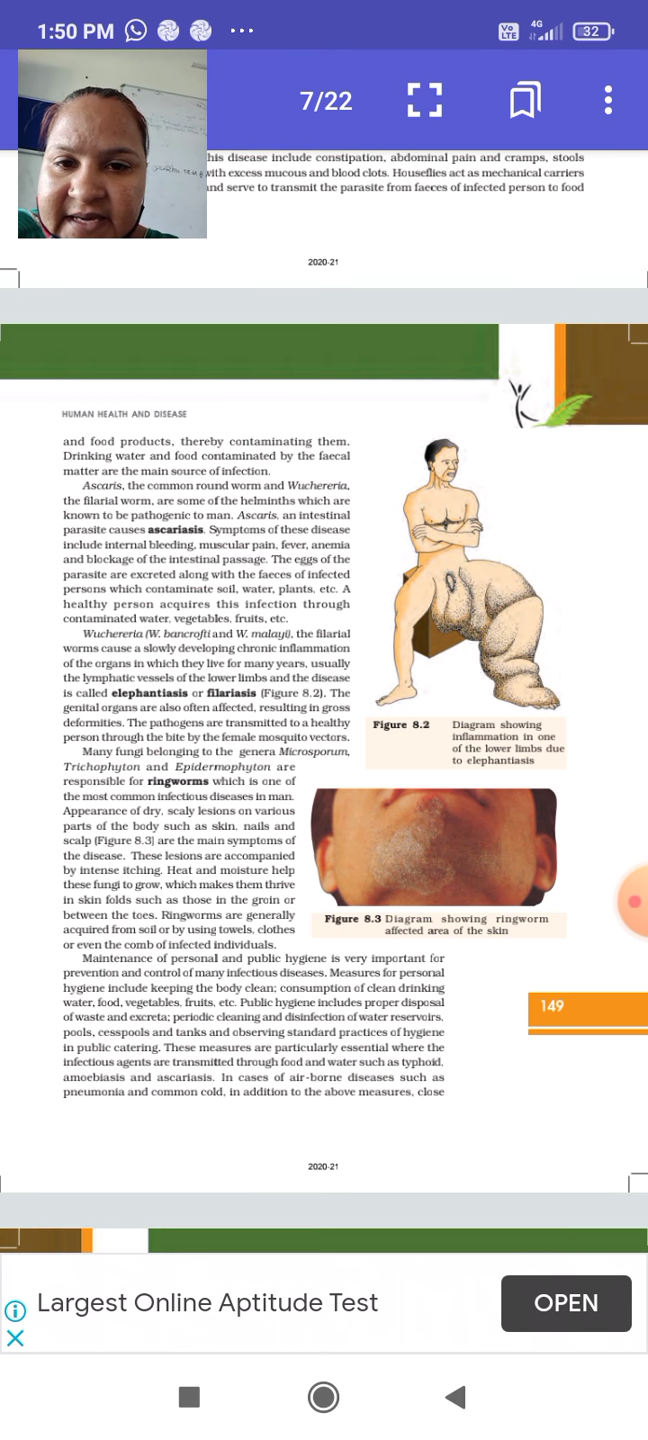 1:50 PM
4G
Vo LTE
32
7/22
his disease include constipation, abdominal pain and cramps, stools
with excess mucous and blood clots. Houseflies act as mechanical carriers
and serve to transmit the parasite from faeces of infected person to food
2020-21
HUMAN HEALTH AND DISEASE
and food products, thereby contaminating them.
Drinking water and food contaminated by the faecal
matter are the main source of infection.
Ascaris, the common round worm and Wuchereria,
the filarial worm, are some of the helminths which are
known to be pathogenic to man. Ascaris, an intestinal
parasite causes ascariasis. Symptoms of these disease
include internal bleeding, muscular pain, fever, anemia
and blockage of the intestinal passage. The eggs of the
parasite are excreted along with the faeces of infected
persons which contaminate soil, water, plants, etc. A
healthy person acquires this infection through
contaminated water, vegetables, fruits, etc.
Wuchereria (W. bancrofti and W. malayi), the filarial
worms cause a slowly developing chronic inflammation
of the organs in which they live for many years, usually
the lymphatic vessels of the lower limbs and the disease
is called elephantiasis or filariasis (Figure 8.2). The
genital organs are also often affected, resulting in gross
deformities. The pathogens are transmitted to a healthy
person through the bite by the female mosquito vectors.
Figure 8.2 Diagram showing
inflammation in one
of the lower limbs due
to elephantiasis
Many fungi belonging to the genera Microsporum,
Trichophyton and Epidermophyton are
responsible for ringworms which is one of
the most common infectious diseases in man.
Appearance of dry, scaly lesions on various
parts of the body such as skin, nails and
scalp (Figure 8.3) are the main symptoms of
the disease. These lesions are accompanied
by intense itching. Heat and moisture help
these fungi to grow, which makes them thrive
in skin folds such as those in the groin or
between the toes. Ringworms are generally
acquired from soil or by using towels, clothes
or even the comb of infected individuals.
Figure 8.3 Diagram showing ringworm
affected area of the skin
Maintenance of personal and public hygiene is very important for
prevention and control of many infectious diseases. Measures for personal
hygiene include keeping the body clean; consumption of clean drinking
water, food, vegetables, fruits, etc. Public hygiene includes proper disposal
of waste and excreta; periodic cleaning and disinfection of water reservoirs,
pools, cesspools and tanks and observing standard practices of hygiene
in public catering. These measures are particularly essential where the
infectious agents are transmitted through food and water such as typhoid,
amoebiasis and ascariasis. In cases of air-borne diseases such as
pneumonia and common cold, in addition to the above measures, close
149
2020-21
Largest Online Aptitude Test
OPEN